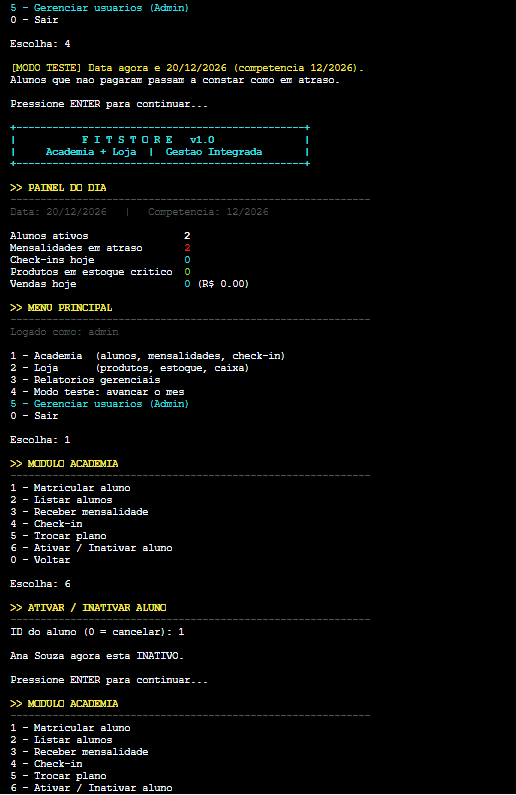 5 - Gerenciar usuarios (Admin)
0 - Sair
Escolha: 4
[MODO TESTE] Data agora e 20/12/2026 (competencia 12/2026).
Alunos que nao pagaram passam a constar como em atraso.
Pressione ENTER para continuar...
+------------------------------------------------+
| F I T S T O R E v1.0 |
| Academia + Loja | Gestao Integrada |
+------------------------------------------------+
>> PAINEL DO DIA
------------------------------------------------------------
Data: 20/12/2026 | Competencia: 12/2026
Alunos ativos 2
Mensalidades em atraso 2
Check-ins hoje 0
Produtos em estoque critico 0
Vendas hoje 0 (R$ 0.00)
>> MENU PRINCIPAL
------------------------------------------------------------
Logado como: admin
1 - Academia (alunos, mensalidades, check-in)
2 - Loja (produtos, estoque, caixa)
3 - Relatorios gerenciais
4 - Modo teste: avancar o mes
5 - Gerenciar usuarios (Admin)
0 - Sair
Escolha: 1
>> MODULO ACADEMIA
------------------------------------------------------------
1 - Matricular aluno
2 - Listar alunos
3 - Receber mensalidade
4 - Check-in
5 - Trocar plano
6 - Ativar / Inativar aluno
0 - Voltar
Escolha: 6
>> ATIVAR / INATIVAR ALUNO
------------------------------------------------------------
ID do aluno (0 = cancelar): 1
Ana Souza agora esta INATIVO.
Pressione ENTER para continuar...
>> MODULO ACADEMIA
------------------------------------------------------------
1 - Matricular aluno
2 - Listar alunos
3 - Receber mensalidade
4 - Check-in
5 - Trocar plano
6 - Ativar / Inativar aluno